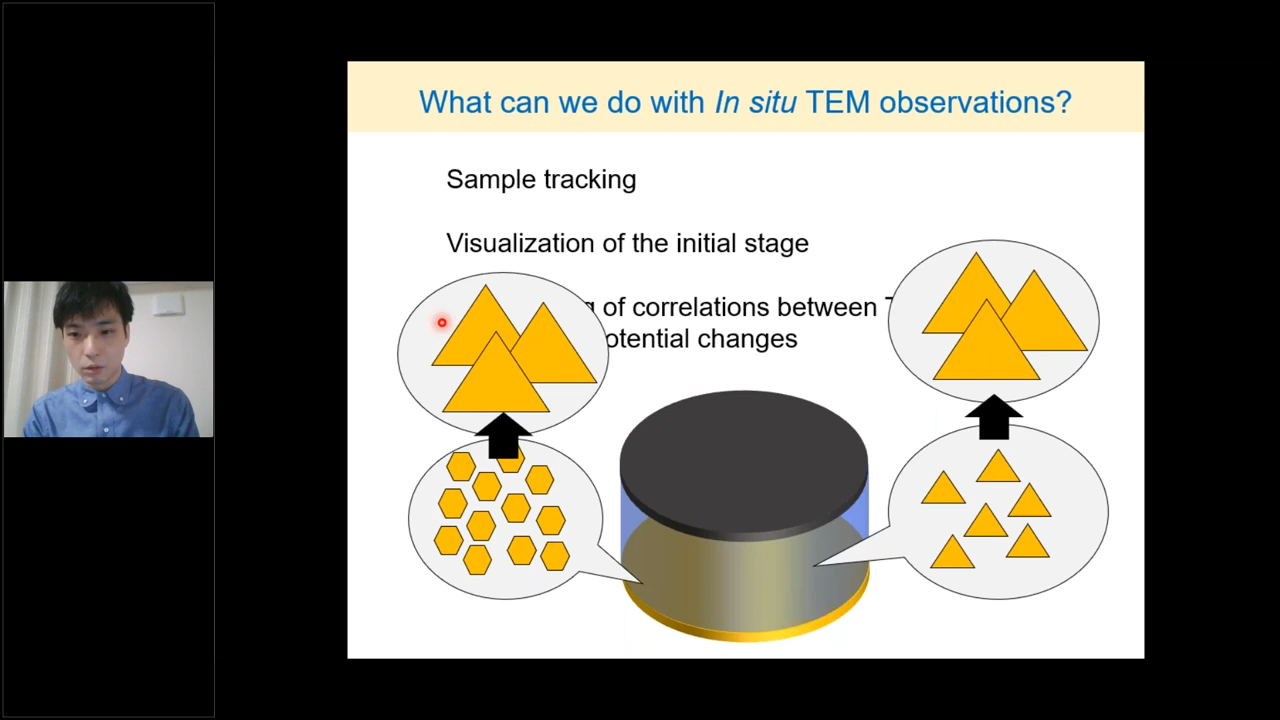 What can we do with In situ TEM observations?
Sample tracking
Visualization of the initial stage
of correlations between
changes